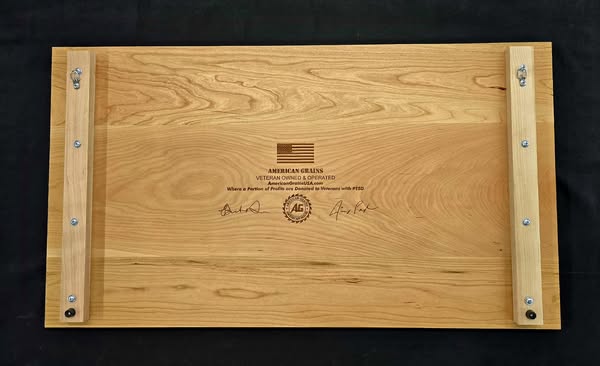 AMERICAN GRAINS
VETERAN OWNED & OPERATED
AmericanGrainsUSA.com
Where a Portion of Profits are Donated to Veterans with PTSD
AG